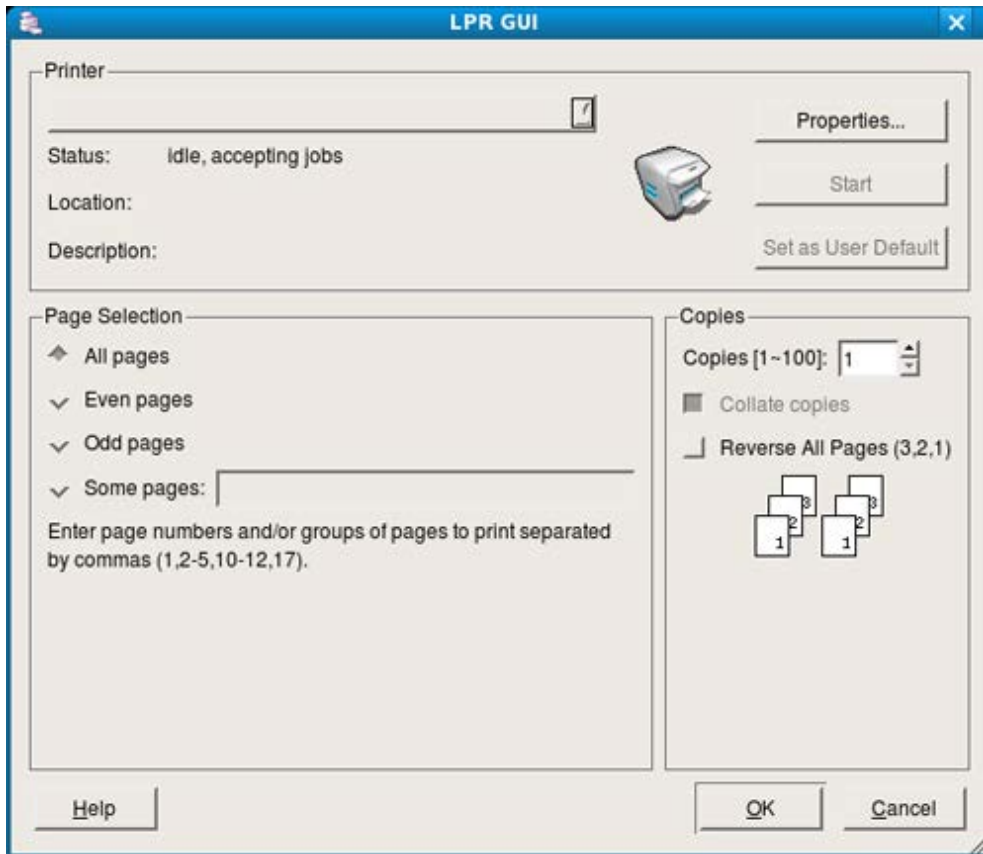 LPR GUI
Printer
Properties...
Status: idle, accepting jobs
Start
Location:
Description:
Set as User Default
Page Selection
All pages
Even pages
Odd pages
Some pages:
Enter page numbers and/or groups of pages to print separated
by commas (1,2-5,10-12,17).
Copies
Copies [1~100]: 1
Collate copies
Reverse All Pages (3,2,1)
3 3
2 2
1 1
Help
OK
Cancel